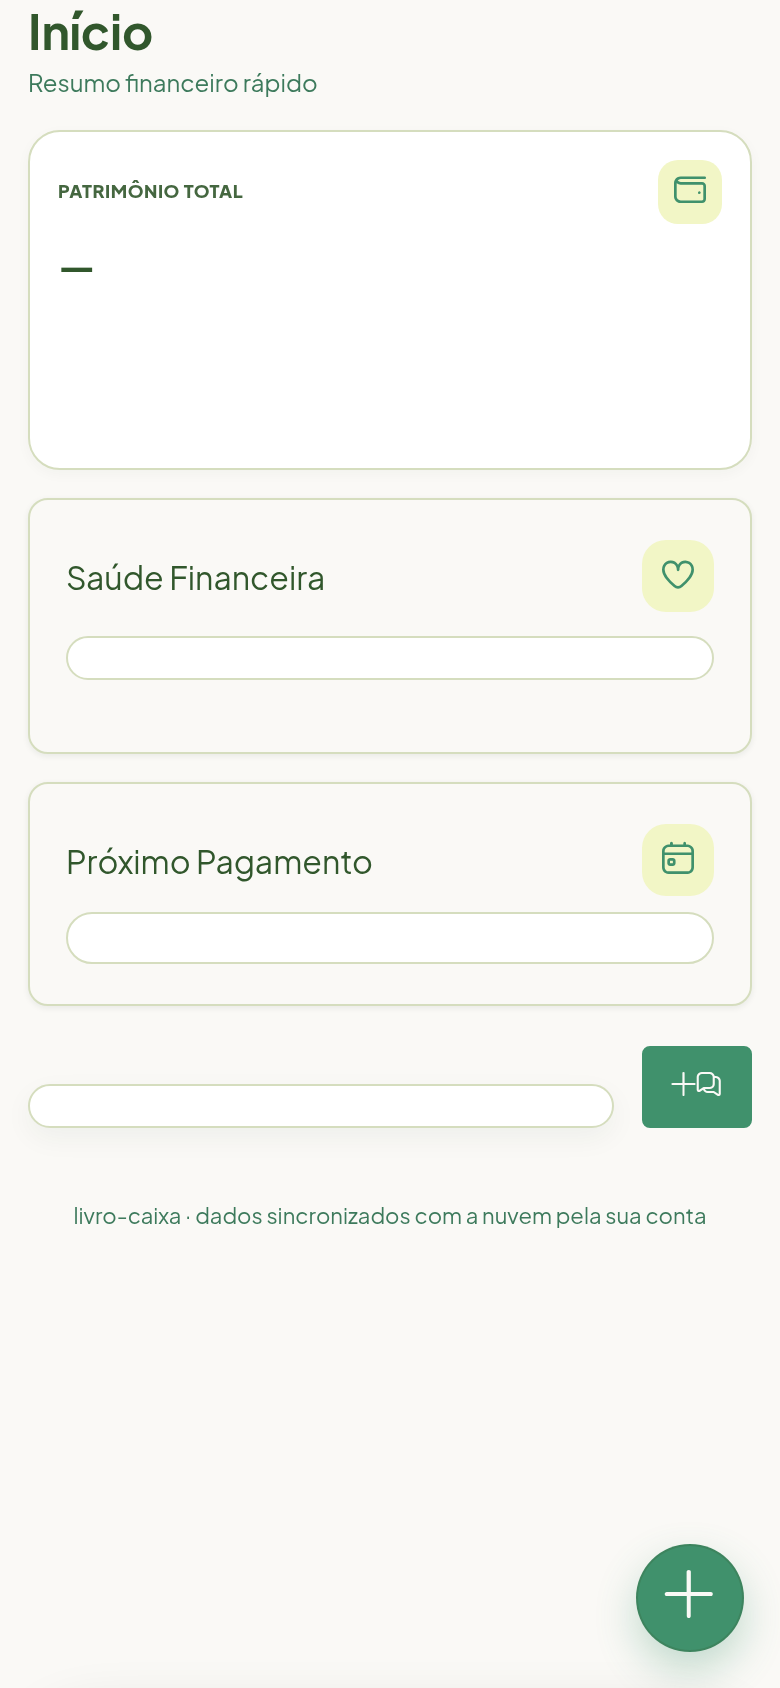 Início
Resumo financeiro rápido
PATRIMÔNIO TOTAL
—
Saúde Financeira
Próximo Pagamento
livro-caixa · dados sincronizados com a nuvem pela sua conta